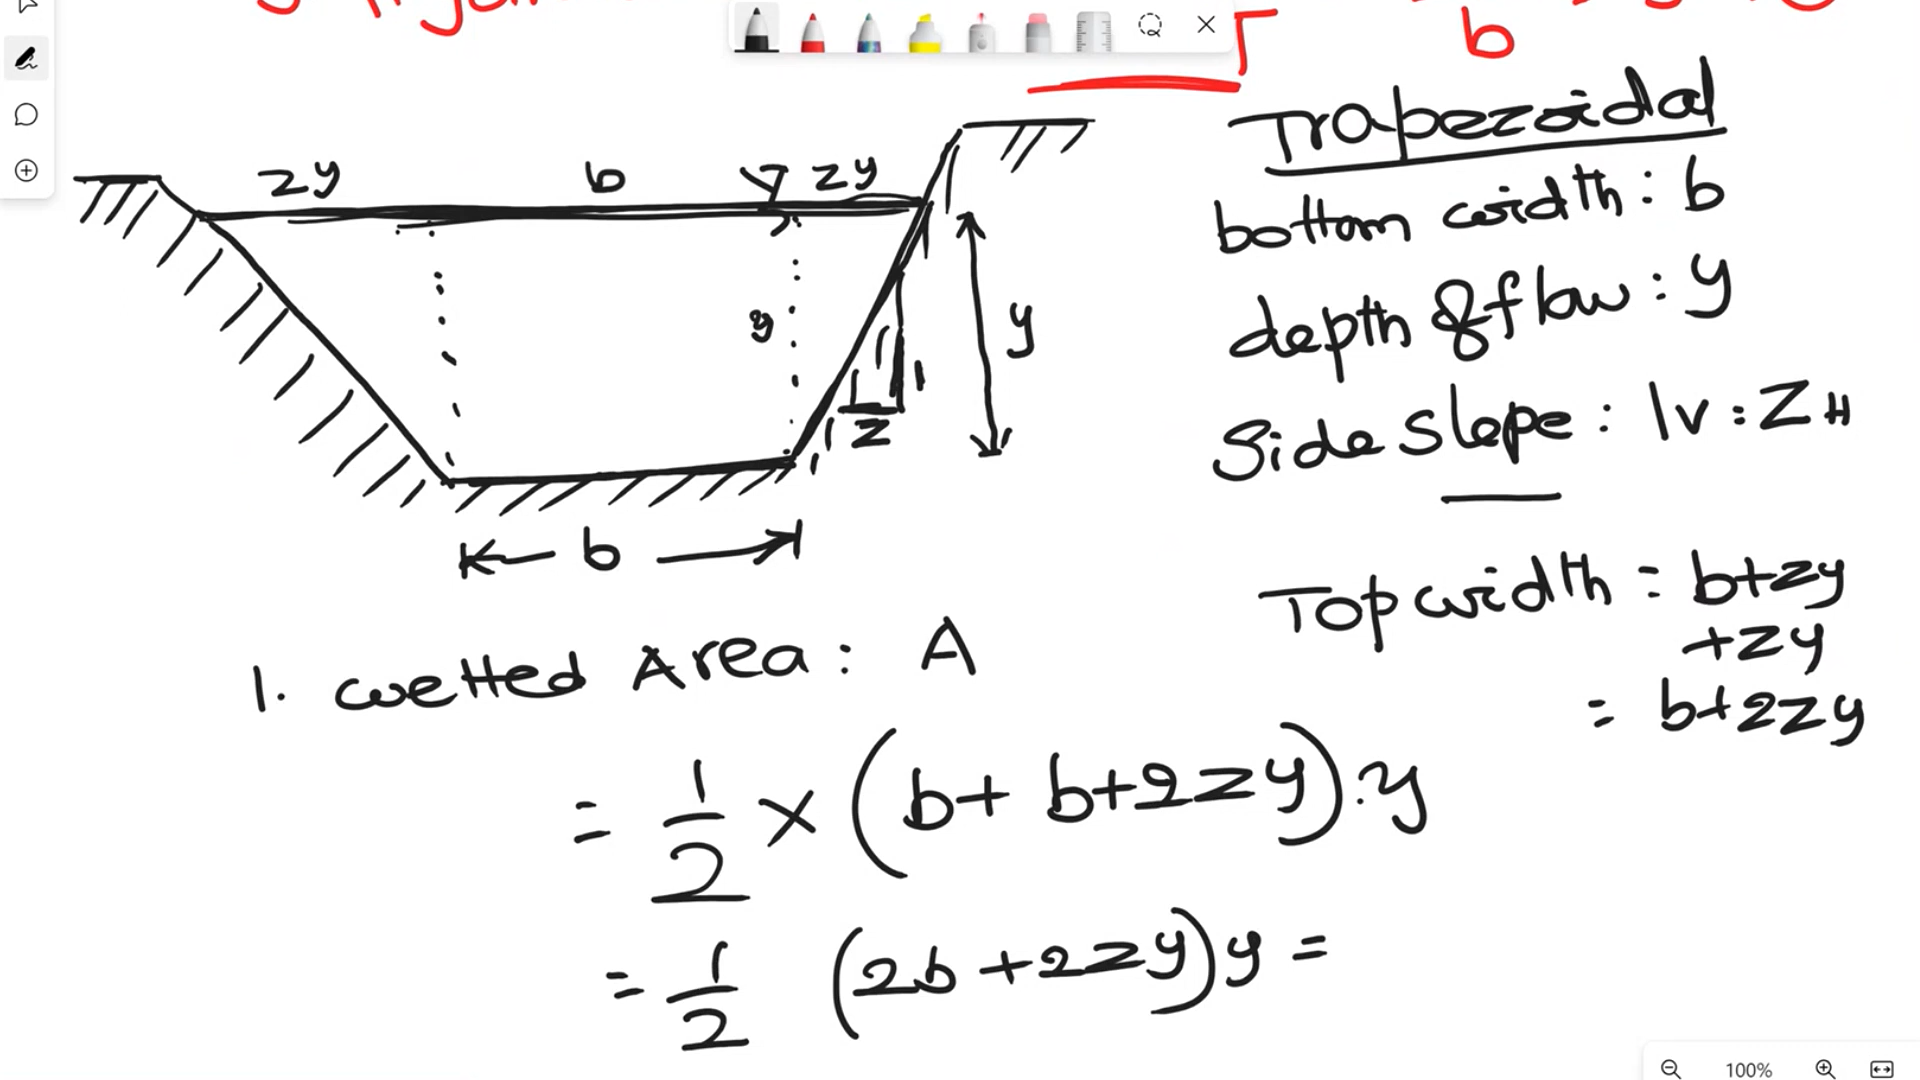 b
Trapezoidal
zy b zy
bottom width : b
y y
depth of flow : y
1
z
Side slope : 1V : ZH
b
Top width = b+zy
+zy
= b+2zy
1. wetted Area : A
= 1/2 × (b + b+2zy).y
= 1/2 (2b +2zy)y =
100%